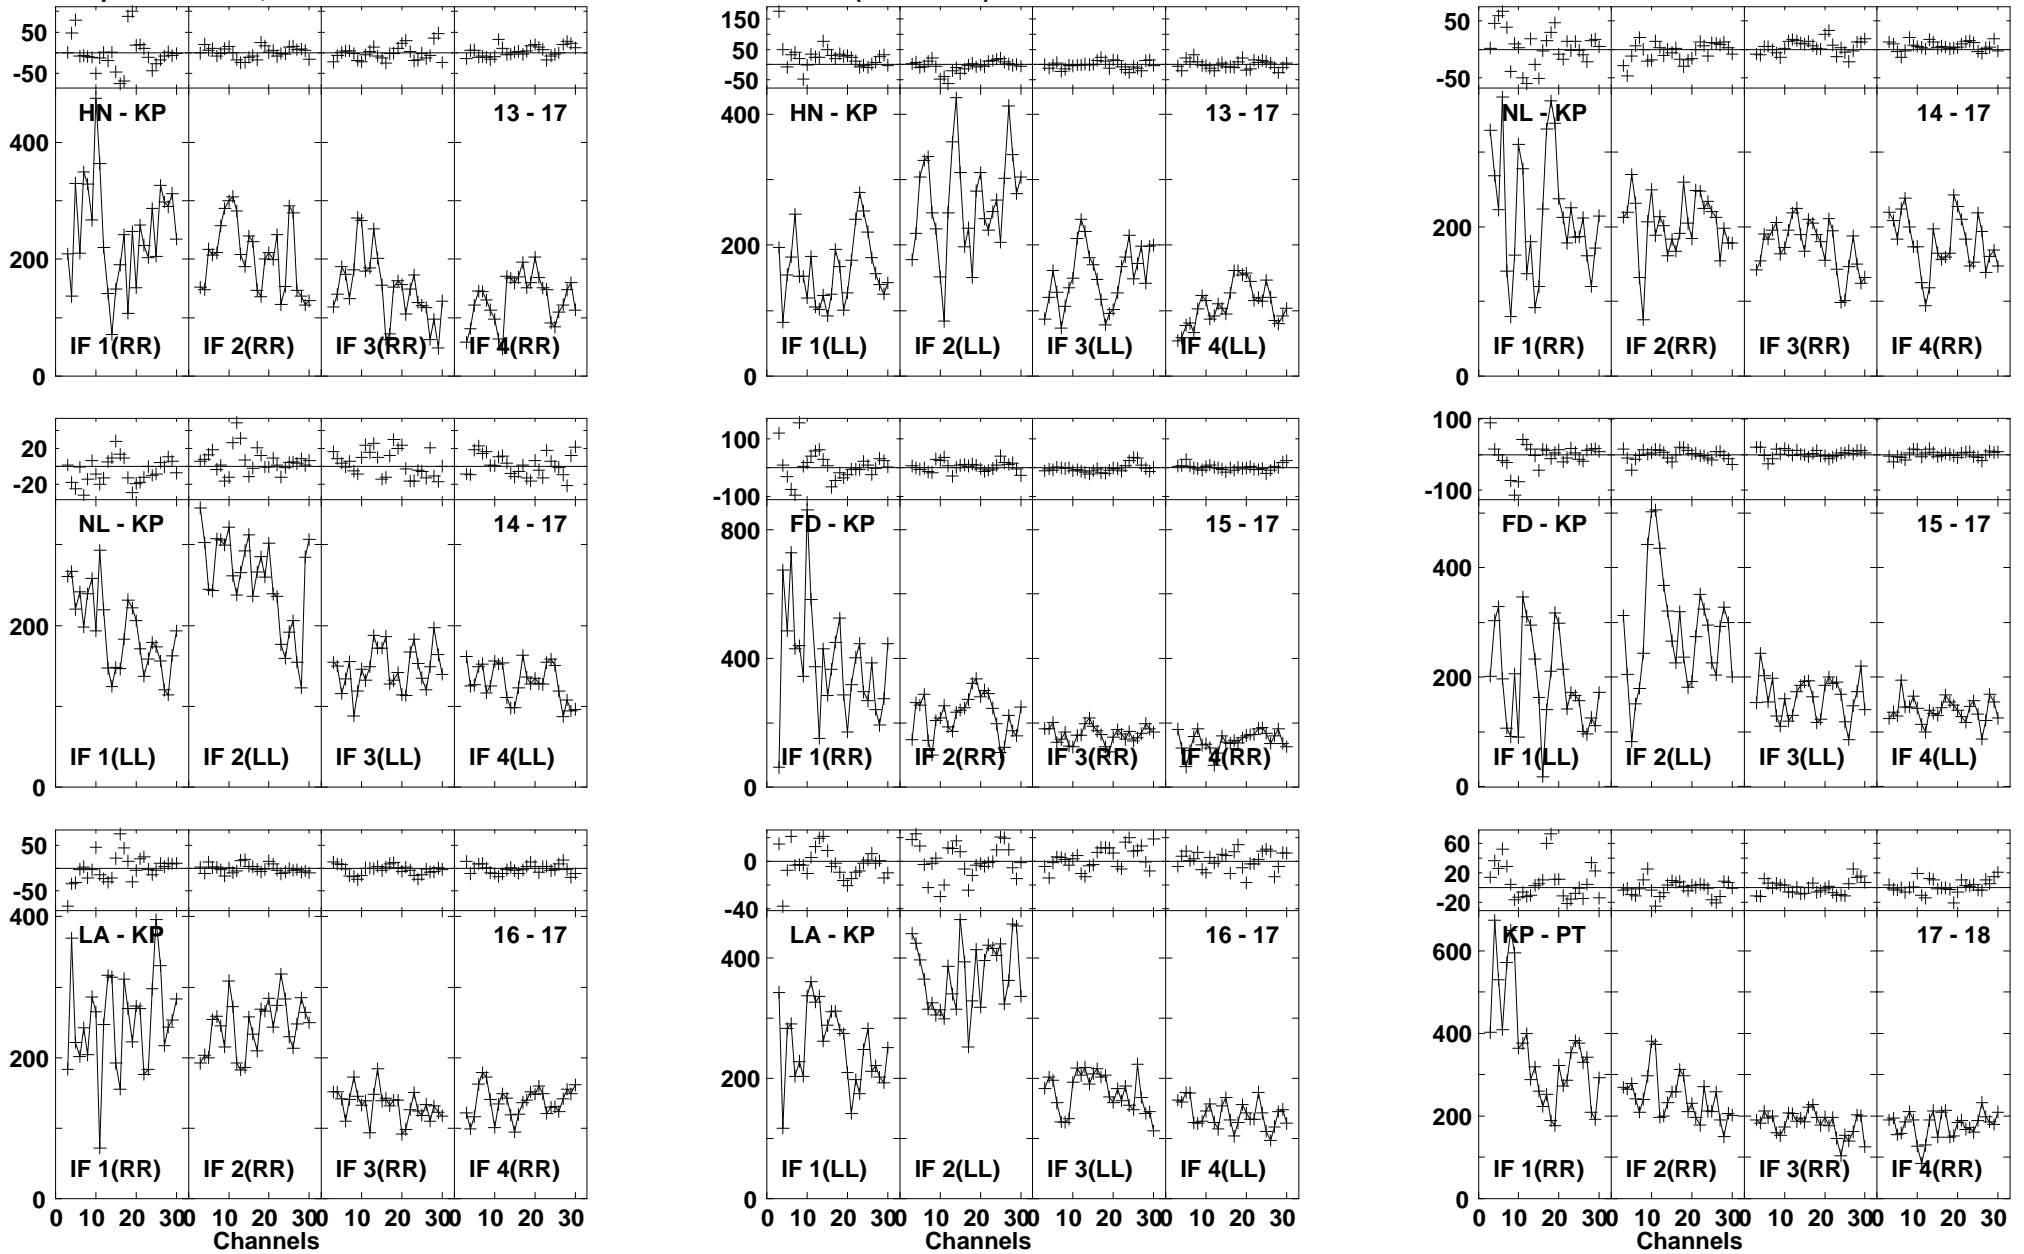 50
-50
HN - KP 13 - 17
400
200
0
IF 1(RR) IF 2(RR) IF 3(RR) IF 4(RR)
150
50
-50
HN - KP 13 - 17
400
200
0
IF 1(LL) IF 2(LL) IF 3(LL) IF 4(LL)
50
-50
NL - KP 14 - 17
200
0
IF 1(RR) IF 2(RR) IF 3(RR) IF 4(RR)
20
-20
NL - KP 14 - 17
200
0
IF 1(LL) IF 2(LL) IF 3(LL) IF 4(LL)
100
-100
FD - KP 15 - 17
800
400
0
IF 1(RR) IF 2(RR) IF 3(RR) IF 4(RR)
100
-100
FD - KP 15 - 17
400
200
0
IF 1(LL) IF 2(LL) IF 3(LL) IF 4(LL)
50
-50
LA - KP 16 - 17
400
200
0
IF 1(RR) IF 2(RR) IF 3(RR) IF 4(RR)
0 10 20 300 10 20 300 10 20 300 10 20 30
Channels
0
-40
LA - KP 16 - 17
400
200
0
IF 1(LL) IF 2(LL) IF 3(LL) IF 4(LL)
0 10 20 300 10 20 300 10 20 300 10 20 30
Channels
60
20
-20
KP - PT 17 - 18
600
400
200
0
IF 1(RR) IF 2(RR) IF 3(RR) IF 4(RR)
0 10 20 300 10 20 300 10 20 300 10 20 30
Channels